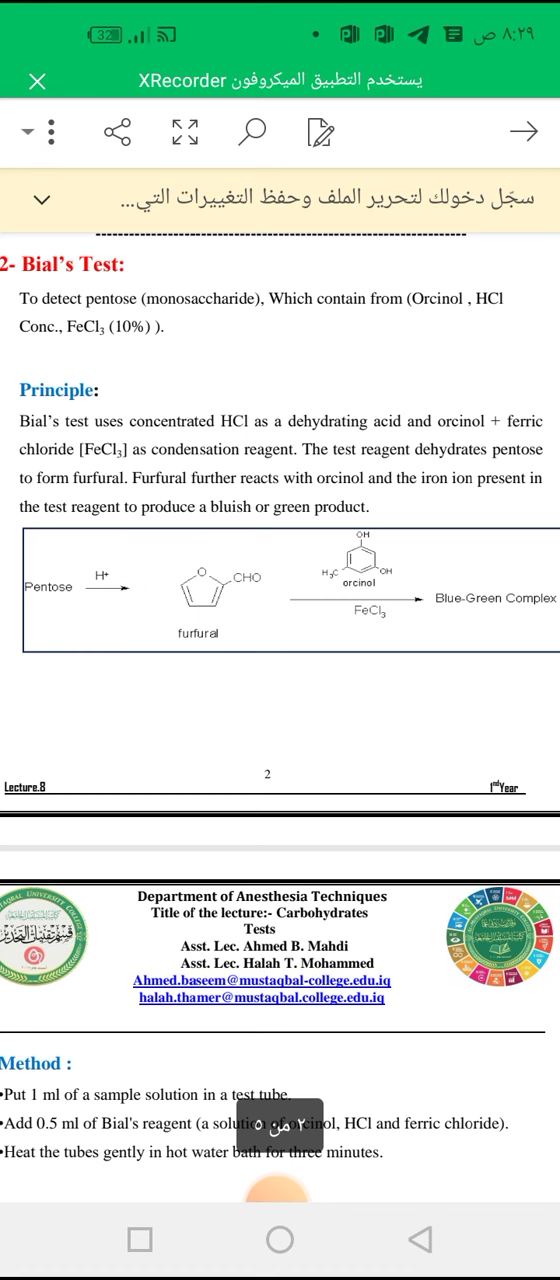 32
٨:٢٩ ص
يستخدم التطبيق الميكروفون XRecorder
سجّل دخولك لتحرير الملف وحفظ التغييرات التي...
2- Bial's Test:
To detect pentose (monosaccharide), Which contain from (Orcinol , HCl
Conc., FeCl₃ (10%) ).
Principle:
Bial's test uses concentrated HCl as a dehydrating acid and orcinol + ferric
chloride [FeCl₃] as condensation reagent. The test reagent dehydrates pentose
to form furfural. Furfural further reacts with orcinol and the iron ion present in
the test reagent to produce a bluish or green product.
OH
H⁺
O
CHO
H₃C
OH
orcinol
Pentose
FeCl₃
Blue-Green Complex
furfural
2
Lecture.8
1ndYear
Department of Anesthesia Techniques
Title of the lecture:- Carbohydrates
Tests
Asst. Lec. Ahmed B. Mahdi
Asst. Lec. Halah T. Mohammed
Ahmed.baseem@mustaqbal-college.edu.iq
halah.thamer@mustaqbal.college.edu.iq
Method :
•Put 1 ml of a sample solution in a test tube.
•Add 0.5 ml of Bial's reagent (a solution of orcinol, HCl and ferric chloride).
٢ من ٥
•Heat the tubes gently in hot water bath for three minutes.